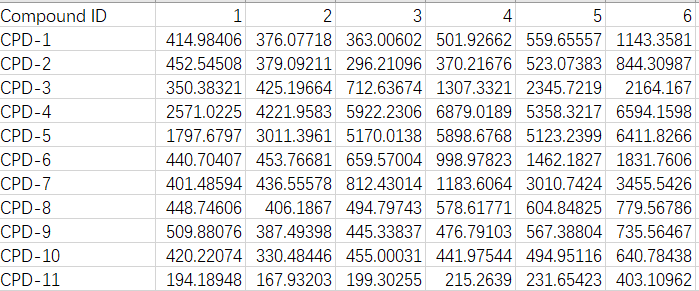 Compound ID 1 2 3 4 5 6
CPD-1 414.98406 376.07718 363.00602 501.92662 559.65557 1143.3581
CPD-2 452.54508 379.09211 296.21096 370.21676 523.07383 844.30987
CPD-3 350.38321 425.19664 712.63674 1307.3321 2345.7219 2164.167
CPD-4 2571.0225 4221.9583 5922.2306 6879.0189 5358.3217 6594.1598
CPD-5 1797.6797 3011.3961 5170.0138 5898.6768 5123.2399 6411.8266
CPD-6 440.70407 453.76681 659.57004 998.97823 1462.1827 1831.7606
CPD-7 401.48594 436.55578 812.43014 1183.6064 3010.7424 3455.5426
CPD-8 448.74606 406.1867 494.79743 578.61771 604.84825 779.56786
CPD-9 509.88076 387.49398 445.33837 476.79103 567.38804 735.56467
CPD-10 420.22074 330.48446 455.00031 441.97544 494.95116 640.78438
CPD-11 194.18948 167.93203 199.30255 215.2639 231.65423 403.10962